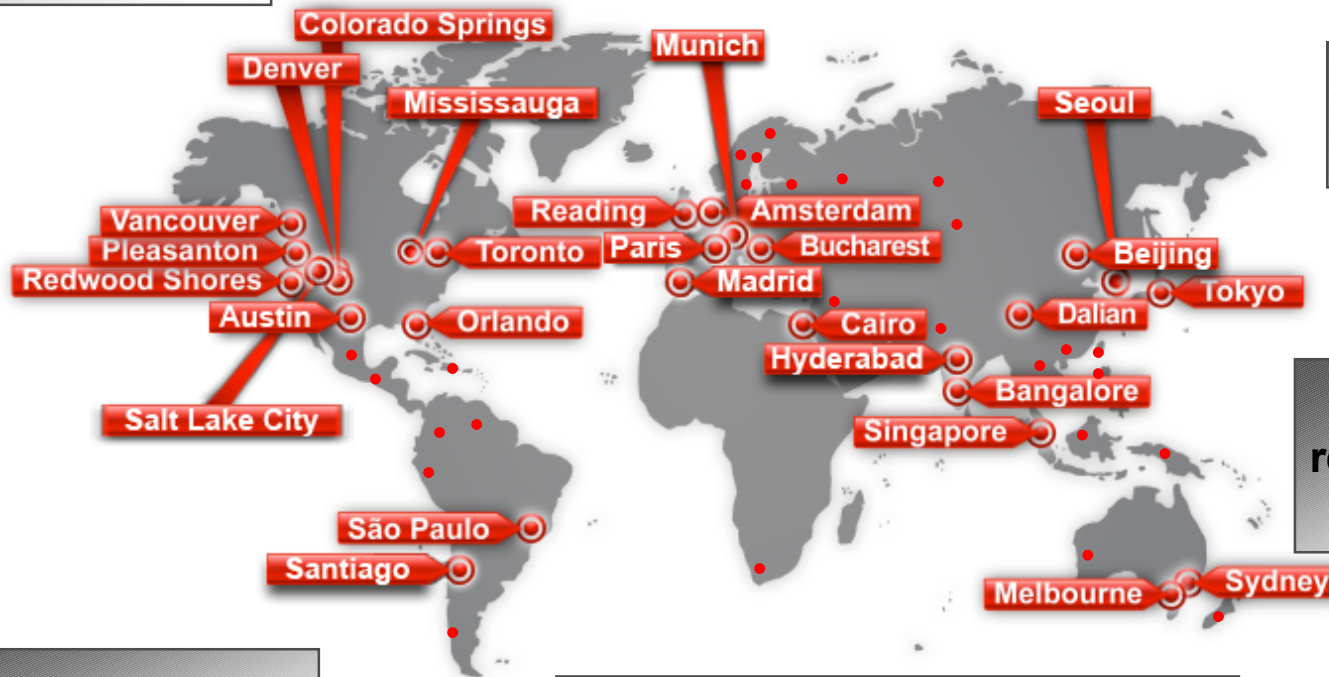 Colorado Springs
Munich
Denver
Mississauga
Seoul
Vancouver
Reading
Amsterdam
Pleasanton
Toronto
Paris
Bucharest
Beijing
Redwood Shores
Madrid
Tokyo
Austin
Orlando
Cairo
Dalian
Hyderabad
Bangalore
Salt Lake City
Singapore
São Paulo
Santiago
Melbourne
Sydney